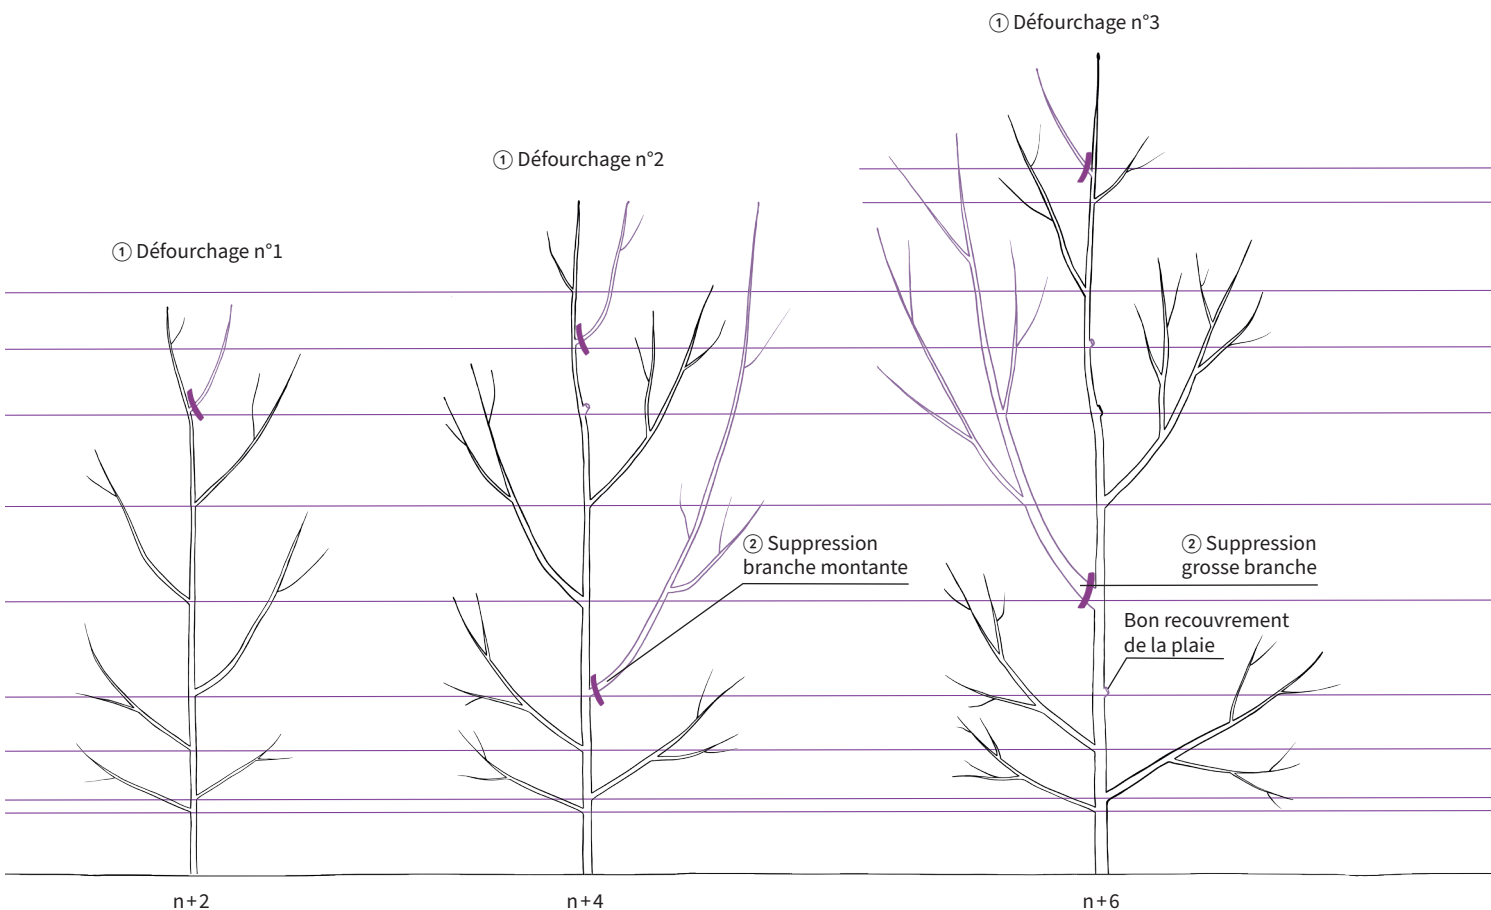 ① Défourchage n°3
① Défourchage n°2
① Défourchage n°1
② Suppression
branche montante
② Suppression
grosse branche
Bon recouvrement
de la plaie
n+2
n+4
n+6